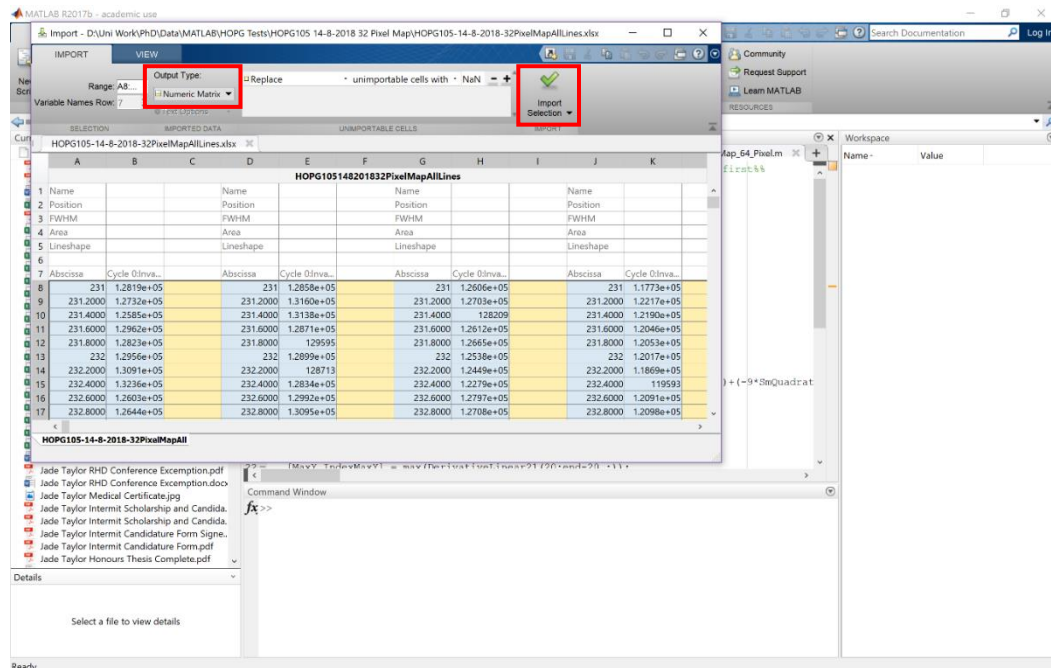 MATLAB R2017b - academic use
Import - D:\Uni Work\PhD\Data\MATLAB\HOPG Tests\HOPG105 14-8-2018 32 Pixel Map\HOPG105-14-8-2018-32PixelMapAllLines.xlsx
IMPORT VIEW
Search Documentation
Log In
Range: A8:...
Variable Names Row: 7
Output Type:
Numeric Matrix
Text Options
Replace unimportable cells with NaN
Import Selection
Community
Request Support
Learn MATLAB
SELECTION IMPORTED DATA UNIMPORTABLE CELLS IMPORT RESOURCES
HOPG105-14-8-2018-32PixelMapAllLines.xlsx
Map_64_Pixel.m
Workspace
Name Value
first%%
A B C D E F G H I J K
HOPG105148201832PixelMapAllLines
1 Name Name Name Name
2 Position Position Position Position
3 FWHM FWHM FWHM FWHM
4 Area Area Area Area
5 Lineshape Lineshape Lineshape Lineshape
6
7 Abscissa Cycle 0:Inva... Abscissa Cycle 0:Inva... Abscissa Cycle 0:Inva... Abscissa Cycle 0:Inva...
8 231 1.2819e+05 231 1.2858e+05 231 1.2606e+05 231 1.1773e+05
9 231.2000 1.2732e+05 231.2000 1.3160e+05 231.2000 1.2703e+05 231.2000 1.2217e+05
10 231.4000 1.2585e+05 231.4000 1.3138e+05 231.4000 128209 231.4000 1.2190e+05
11 231.6000 1.2962e+05 231.6000 1.2871e+05 231.6000 1.2612e+05 231.6000 1.2046e+05
12 231.8000 1.2823e+05 231.8000 129595 231.8000 1.2665e+05 231.8000 1.2053e+05
13 232 1.2956e+05 232 1.2899e+05 232 1.2538e+05 232 1.2017e+05
14 232.2000 1.3091e+05 232.2000 128713 232.2000 1.2449e+05 232.2000 1.1869e+05
15 232.4000 1.3236e+05 232.4000 1.2834e+05 232.4000 1.2279e+05 232.4000 119593
16 232.6000 1.2603e+05 232.6000 1.2992e+05 232.6000 1.2797e+05 232.6000 1.2091e+05
17 232.8000 1.2644e+05 232.8000 1.3095e+05 232.8000 1.2708e+05 232.8000 1.2098e+05
)+(-9*SmQuadrat
HOPG105-14-8-2018-32PixelMapAll
22 [MaxY IndexMaxY] = max(DerivativeLinear21(20:end-20,:));
Jade Taylor RHD Conference Excemption.pdf
Jade Taylor RHD Conference Excemption.docx
Jade Taylor Medical Certificate.jpg
Jade Taylor Intermit Scholarship and Candida.
Jade Taylor Intermit Scholarship and Candida.
Jade Taylor Intermit Candidature Form Signe..
Jade Taylor Intermit Candidature Form.pdf
Jade Taylor Honours Thesis Complete.pdf
Command Window
fx >>
Details
Select a file to view details
Ready